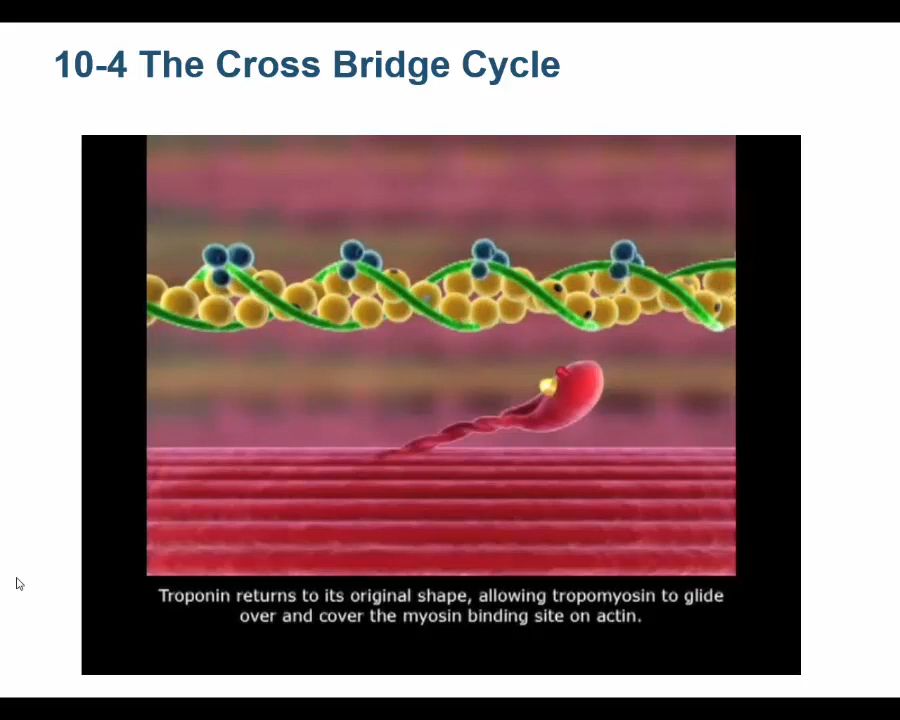 10-4 The Cross Bridge Cycle
Troponin returns to its original shape, allowing tropomyosin to glide
over and cover the myosin binding site on actin.